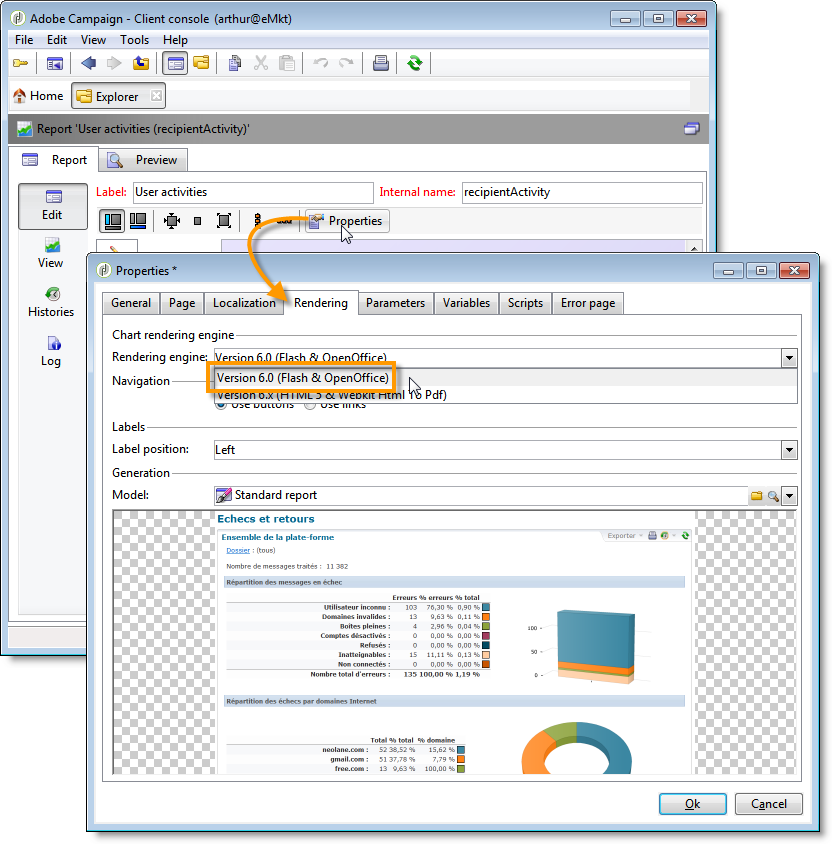 Adobe Campaign - Client console (arthur@eMkt)
File Edit View Tools Help
Home Explorer
Report 'User activities (recipientActivity)'
Report Preview
Label: User activities Internal name: recipientActivity
Edit
Properties
View
Histories
Log
Properties *
General Page Localization Rendering Parameters Variables Scripts Error page
Chart rendering engine
Rendering engine: Version 6.0 (Flash & OpenOffice)
Version 6.0 (Flash & OpenOffice)
Navigation
Version 6.x (HTML 5 & Webkit Html To Pdf)
Use buttons Use links
Labels
Label position: Left
Generation
Model: Standard report
Echecs et retours
Ensemble de la plate-forme
Exporter
Dossier : (tous)
Nombre de messages traités : 11 382
Répartition des messages en échec
Erreurs % erreurs % total
Utilisateur inconnu : 103 76,30 % 0,90 %
Domaines invalides : 13 9,63 % 0,11 %
Boîtes pleines : 4 2,96 % 0,04 %
Comptes désactivés : 0 0,00 % 0,00 %
Refusés : 0 0,00 % 0,00 %
Inatteignables : 15 11,11 % 0,13 %
Non connectés : 0 0,00 % 0,00 %
Nombre total d'erreurs : 135 100,00 % 1,19 %
100
50
0
Répartition des échecs par domaines Internet
Total % total % domaine
neolane.com : 52 38,52 % 15,62 %
gmail.com : 51 37,78 % 7,79 %
free.com : 13 9,63 % 100,00 %
Ok Cancel